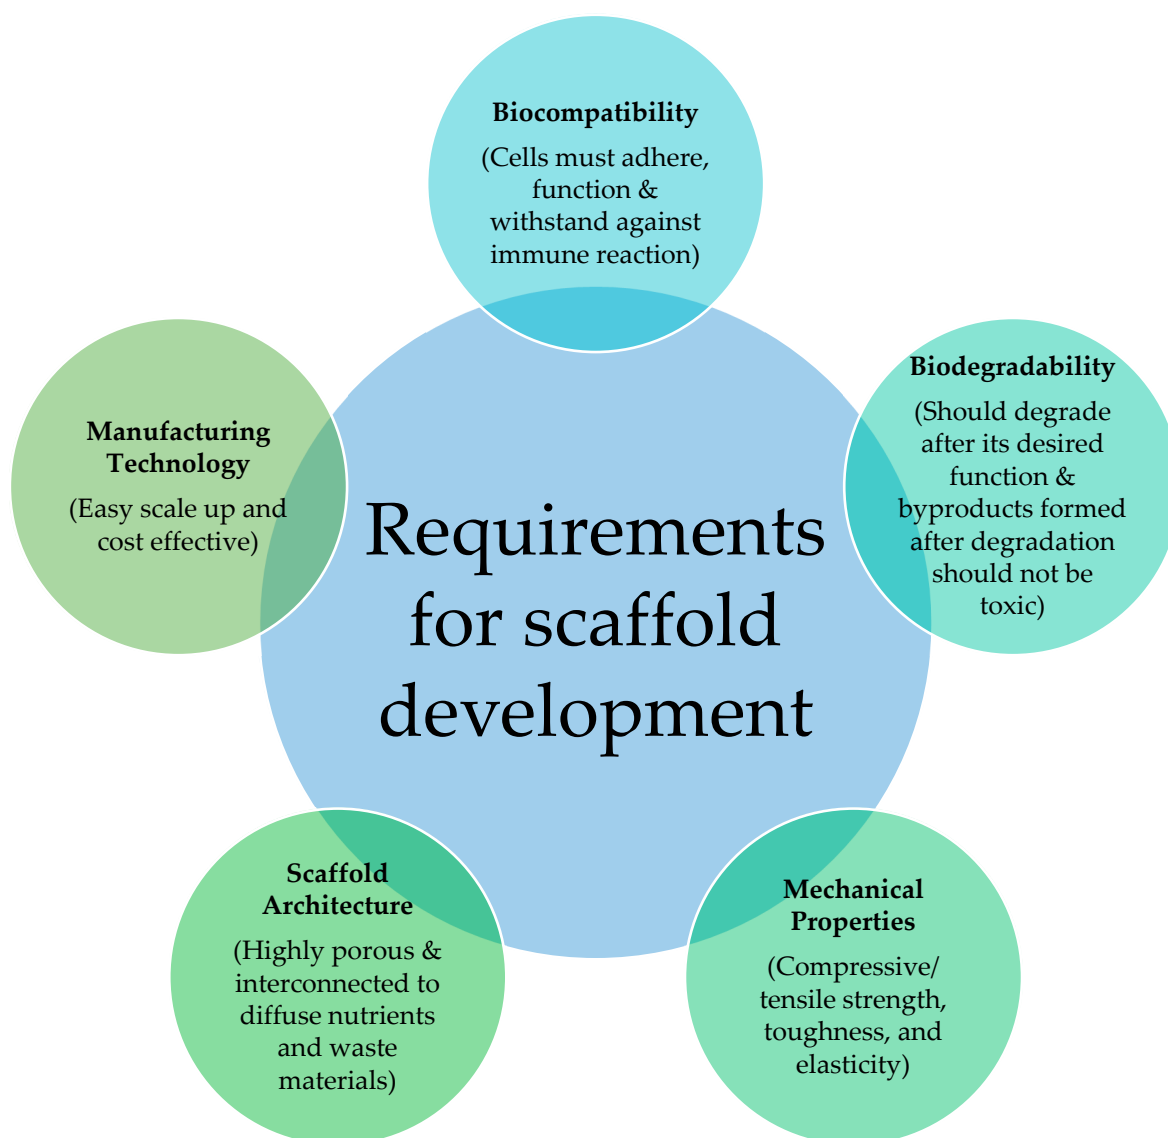 Biocompatibility
(Cells must adhere,
function &
withstand against
immune reaction)
Biodegradability
(Should degrade
after its desired
function &
byproducts formed
after degradation
should not be
toxic)
Manufacturing
Technology
(Easy scale up and
cost effective)
Requirements
for scaffold
development
Scaffold
Architecture
(Highly porous &
interconnected to
diffuse nutrients
and waste
materials)
Mechanical
Properties
(Compressive/
tensile strength,
toughness, and
elasticity)